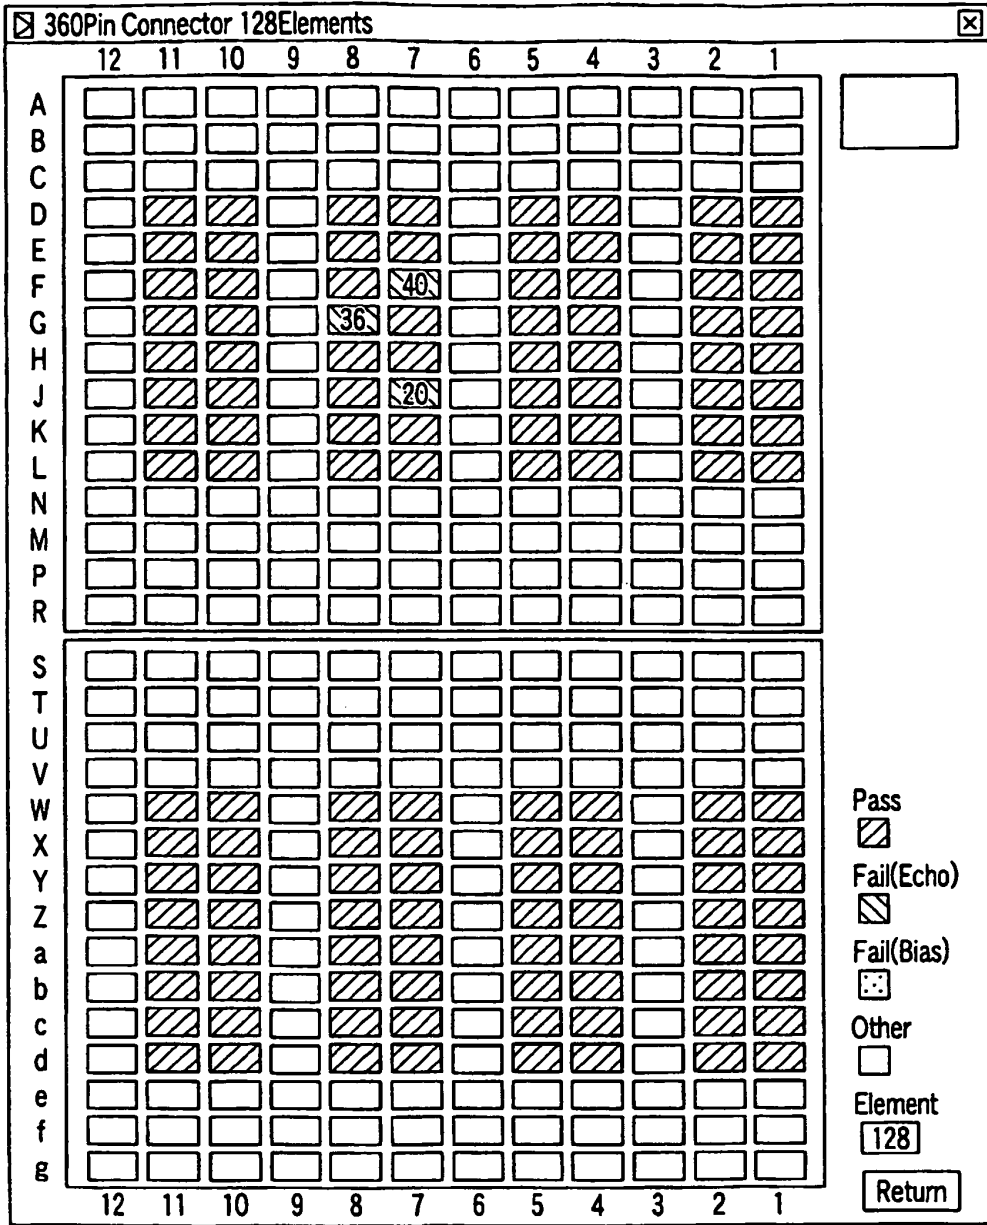 360Pin Connector 128Elements
12 11 10 9 8 7 6 5 4 3 2 1
A
B
C
D
E
F 40
G 36
H
J 20
K
L
N
M
P
R
S
T
U
V
W
X
Y
Z
a
b
c
d
e
f
g
12 11 10 9 8 7 6 5 4 3 2 1
Pass
Fail(Echo)
Fail(Bias)
Other
Element
128
Return